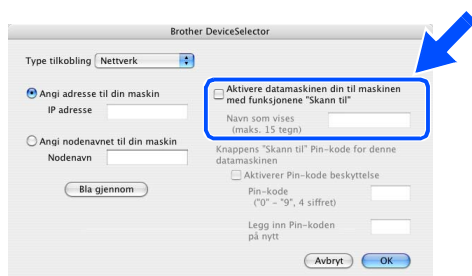 Brother DeviceSelector
Type tilkobling Nettverk
Angi adresse til din maskin
IP adresse
Angi nodenavnet til din maskin
Nodenavn
Bla gjennom
Aktivere datamaskinen din til maskinen
med funksjonene "Skann til"
Navn som vises
(maks. 15 tegn)
Knappens "Skann til" Pin-kode for denne
datamaskinen
Aktiverer Pin-kode beskyttelse
Pin-kode
("0" – "9", 4 siffret)
Legg inn Pin-koden
på nytt
Avbryt OK